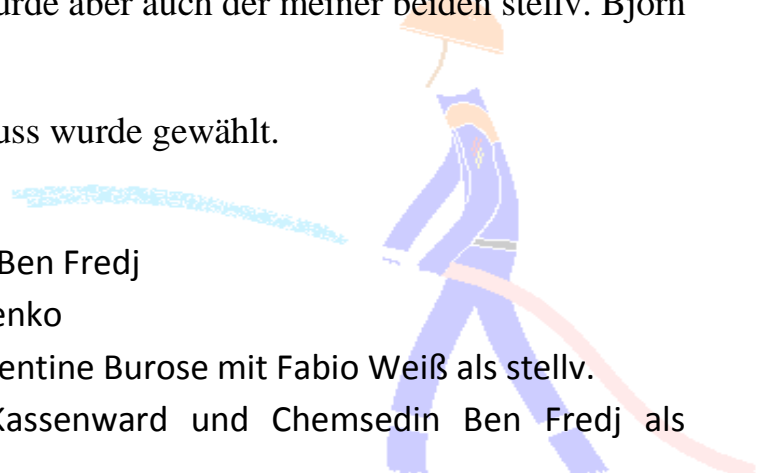 urde aber auch der meiner beiden stellv. Björn
uss wurde gewählt.
Ben Fredj
enko
entine Burose mit Fabio Weiß als stellv.
Kassenward und Chemsedin Ben Fredj als